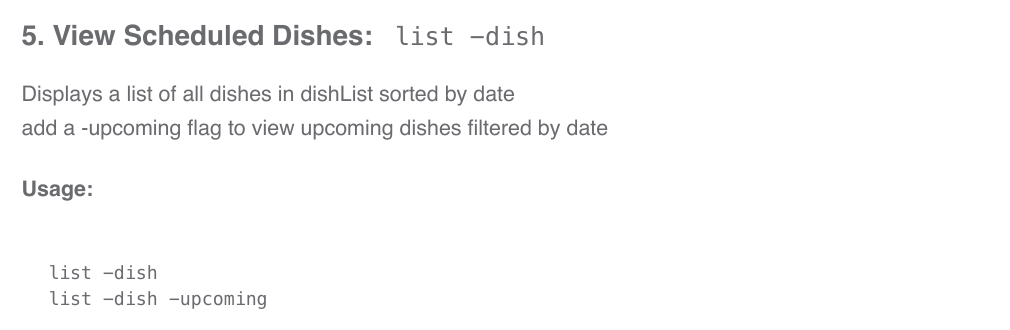 5. View Scheduled Dishes: list -dish
Displays a list of all dishes in dishList sorted by date
add a -upcoming flag to view upcoming dishes filtered by date
Usage:
list -dish
list -dish -upcoming